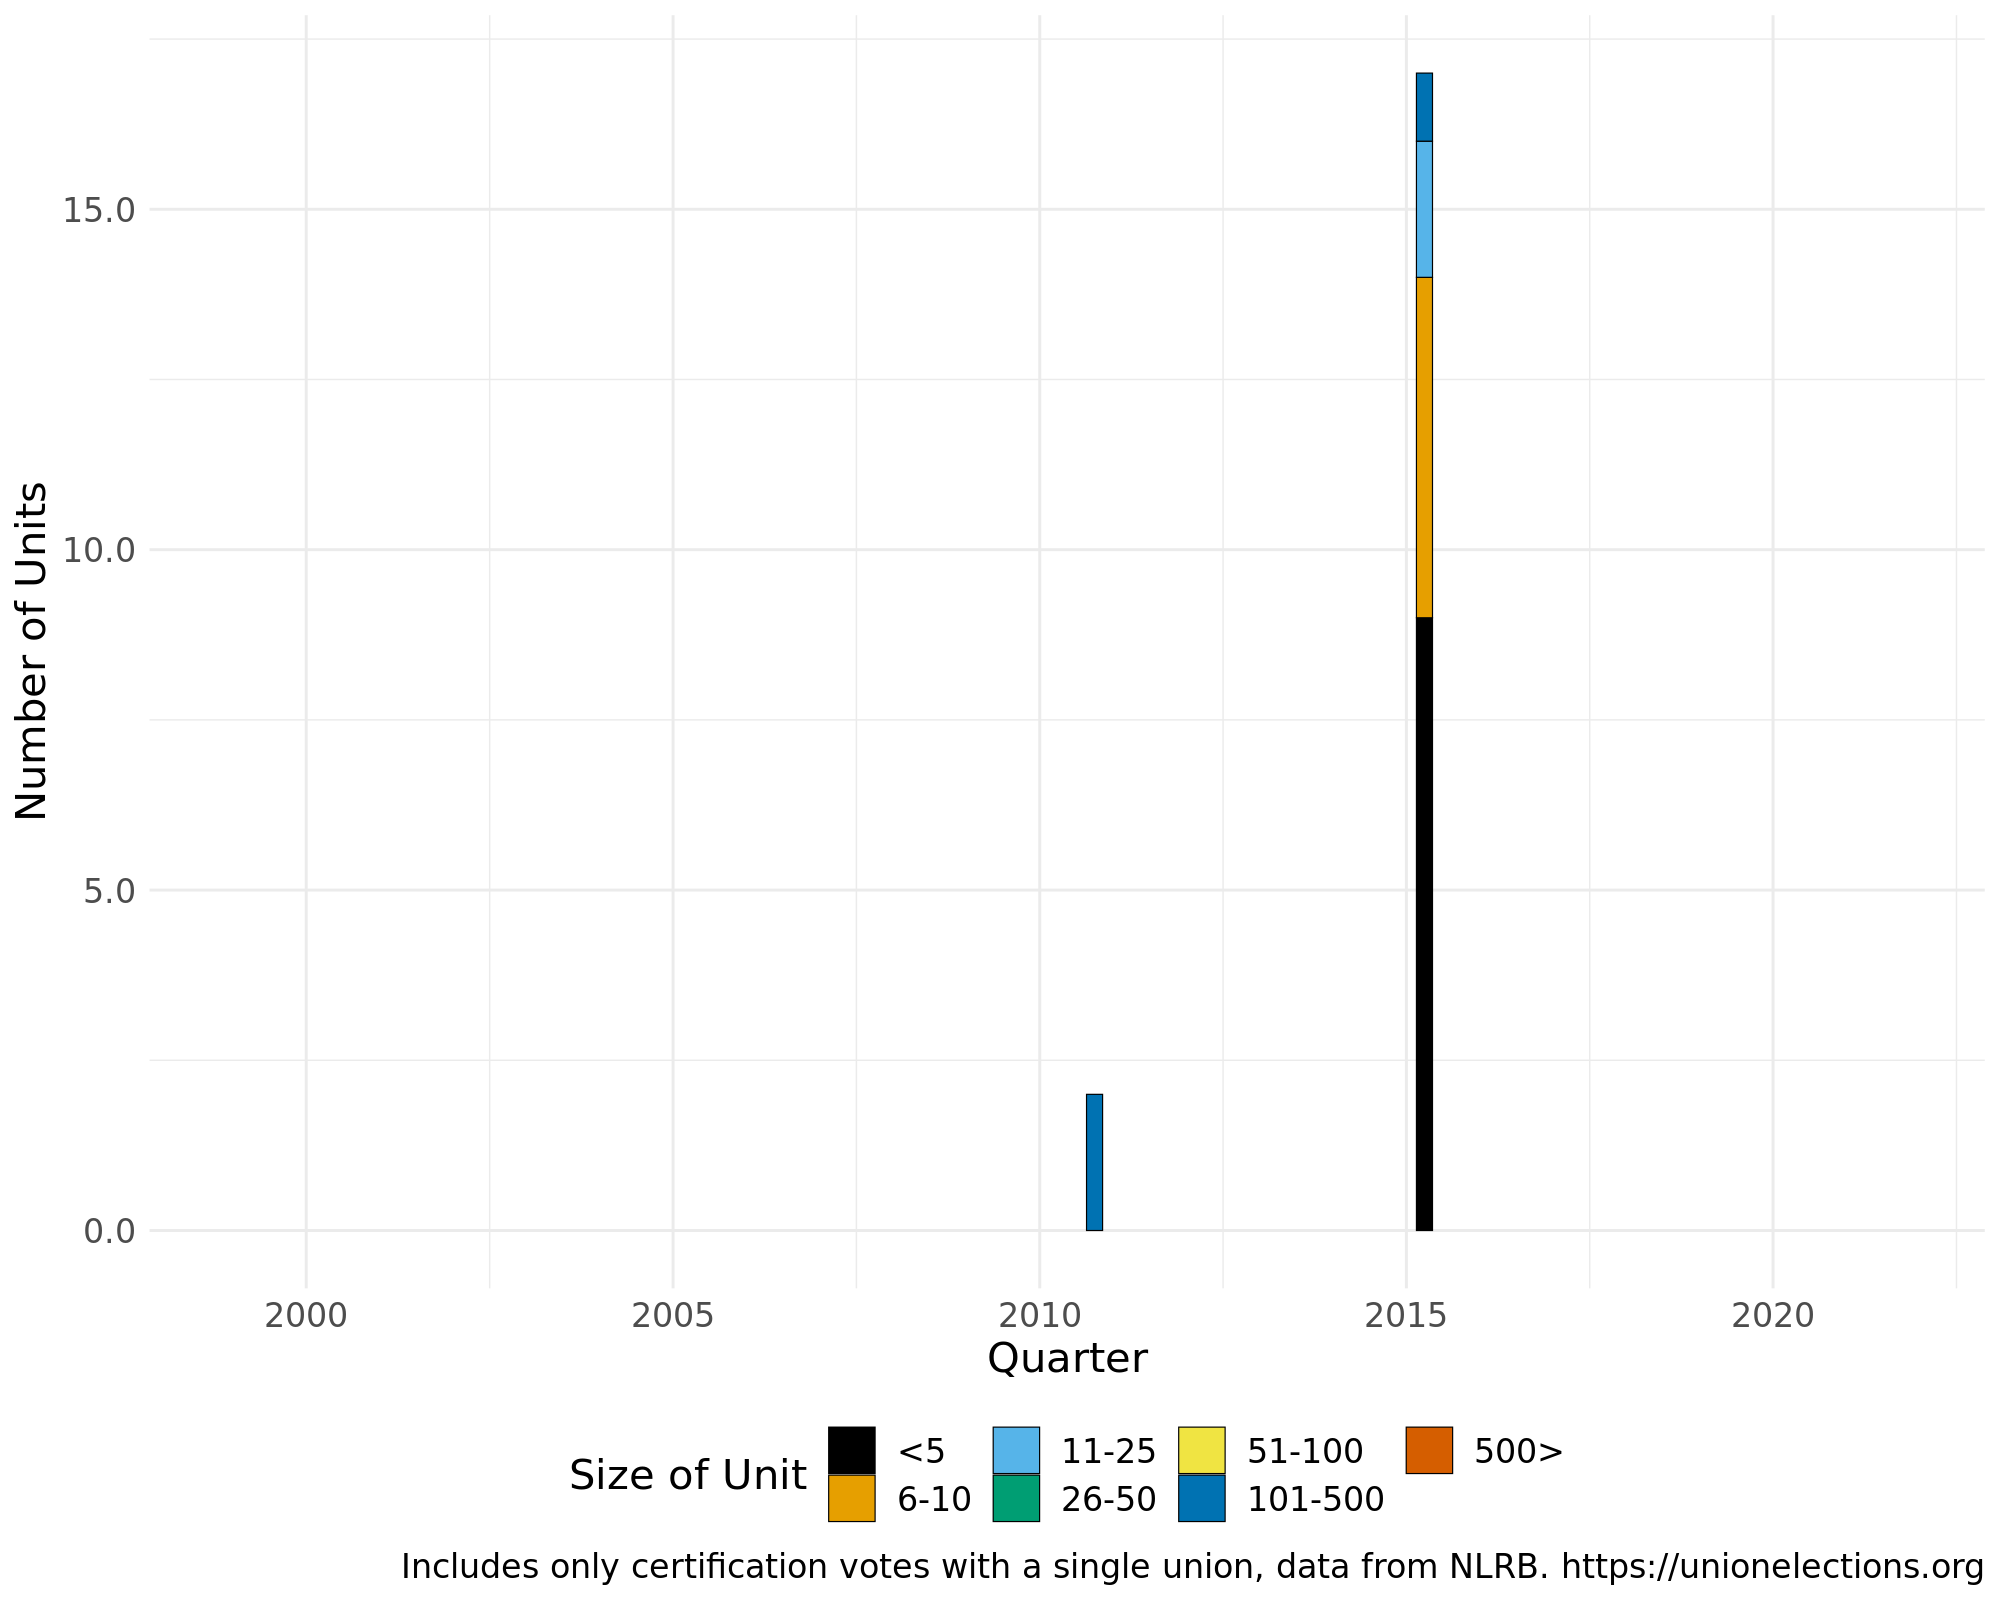 15.0
10.0
5.0
0.0
Number of Units
2000 2005 2010 2015 2020
Quarter
Size of Unit
<5 11-25 51-100 500>
6-10 26-50 101-500
Includes only certification votes with a single union, data from NLRB. https://unionelections.org